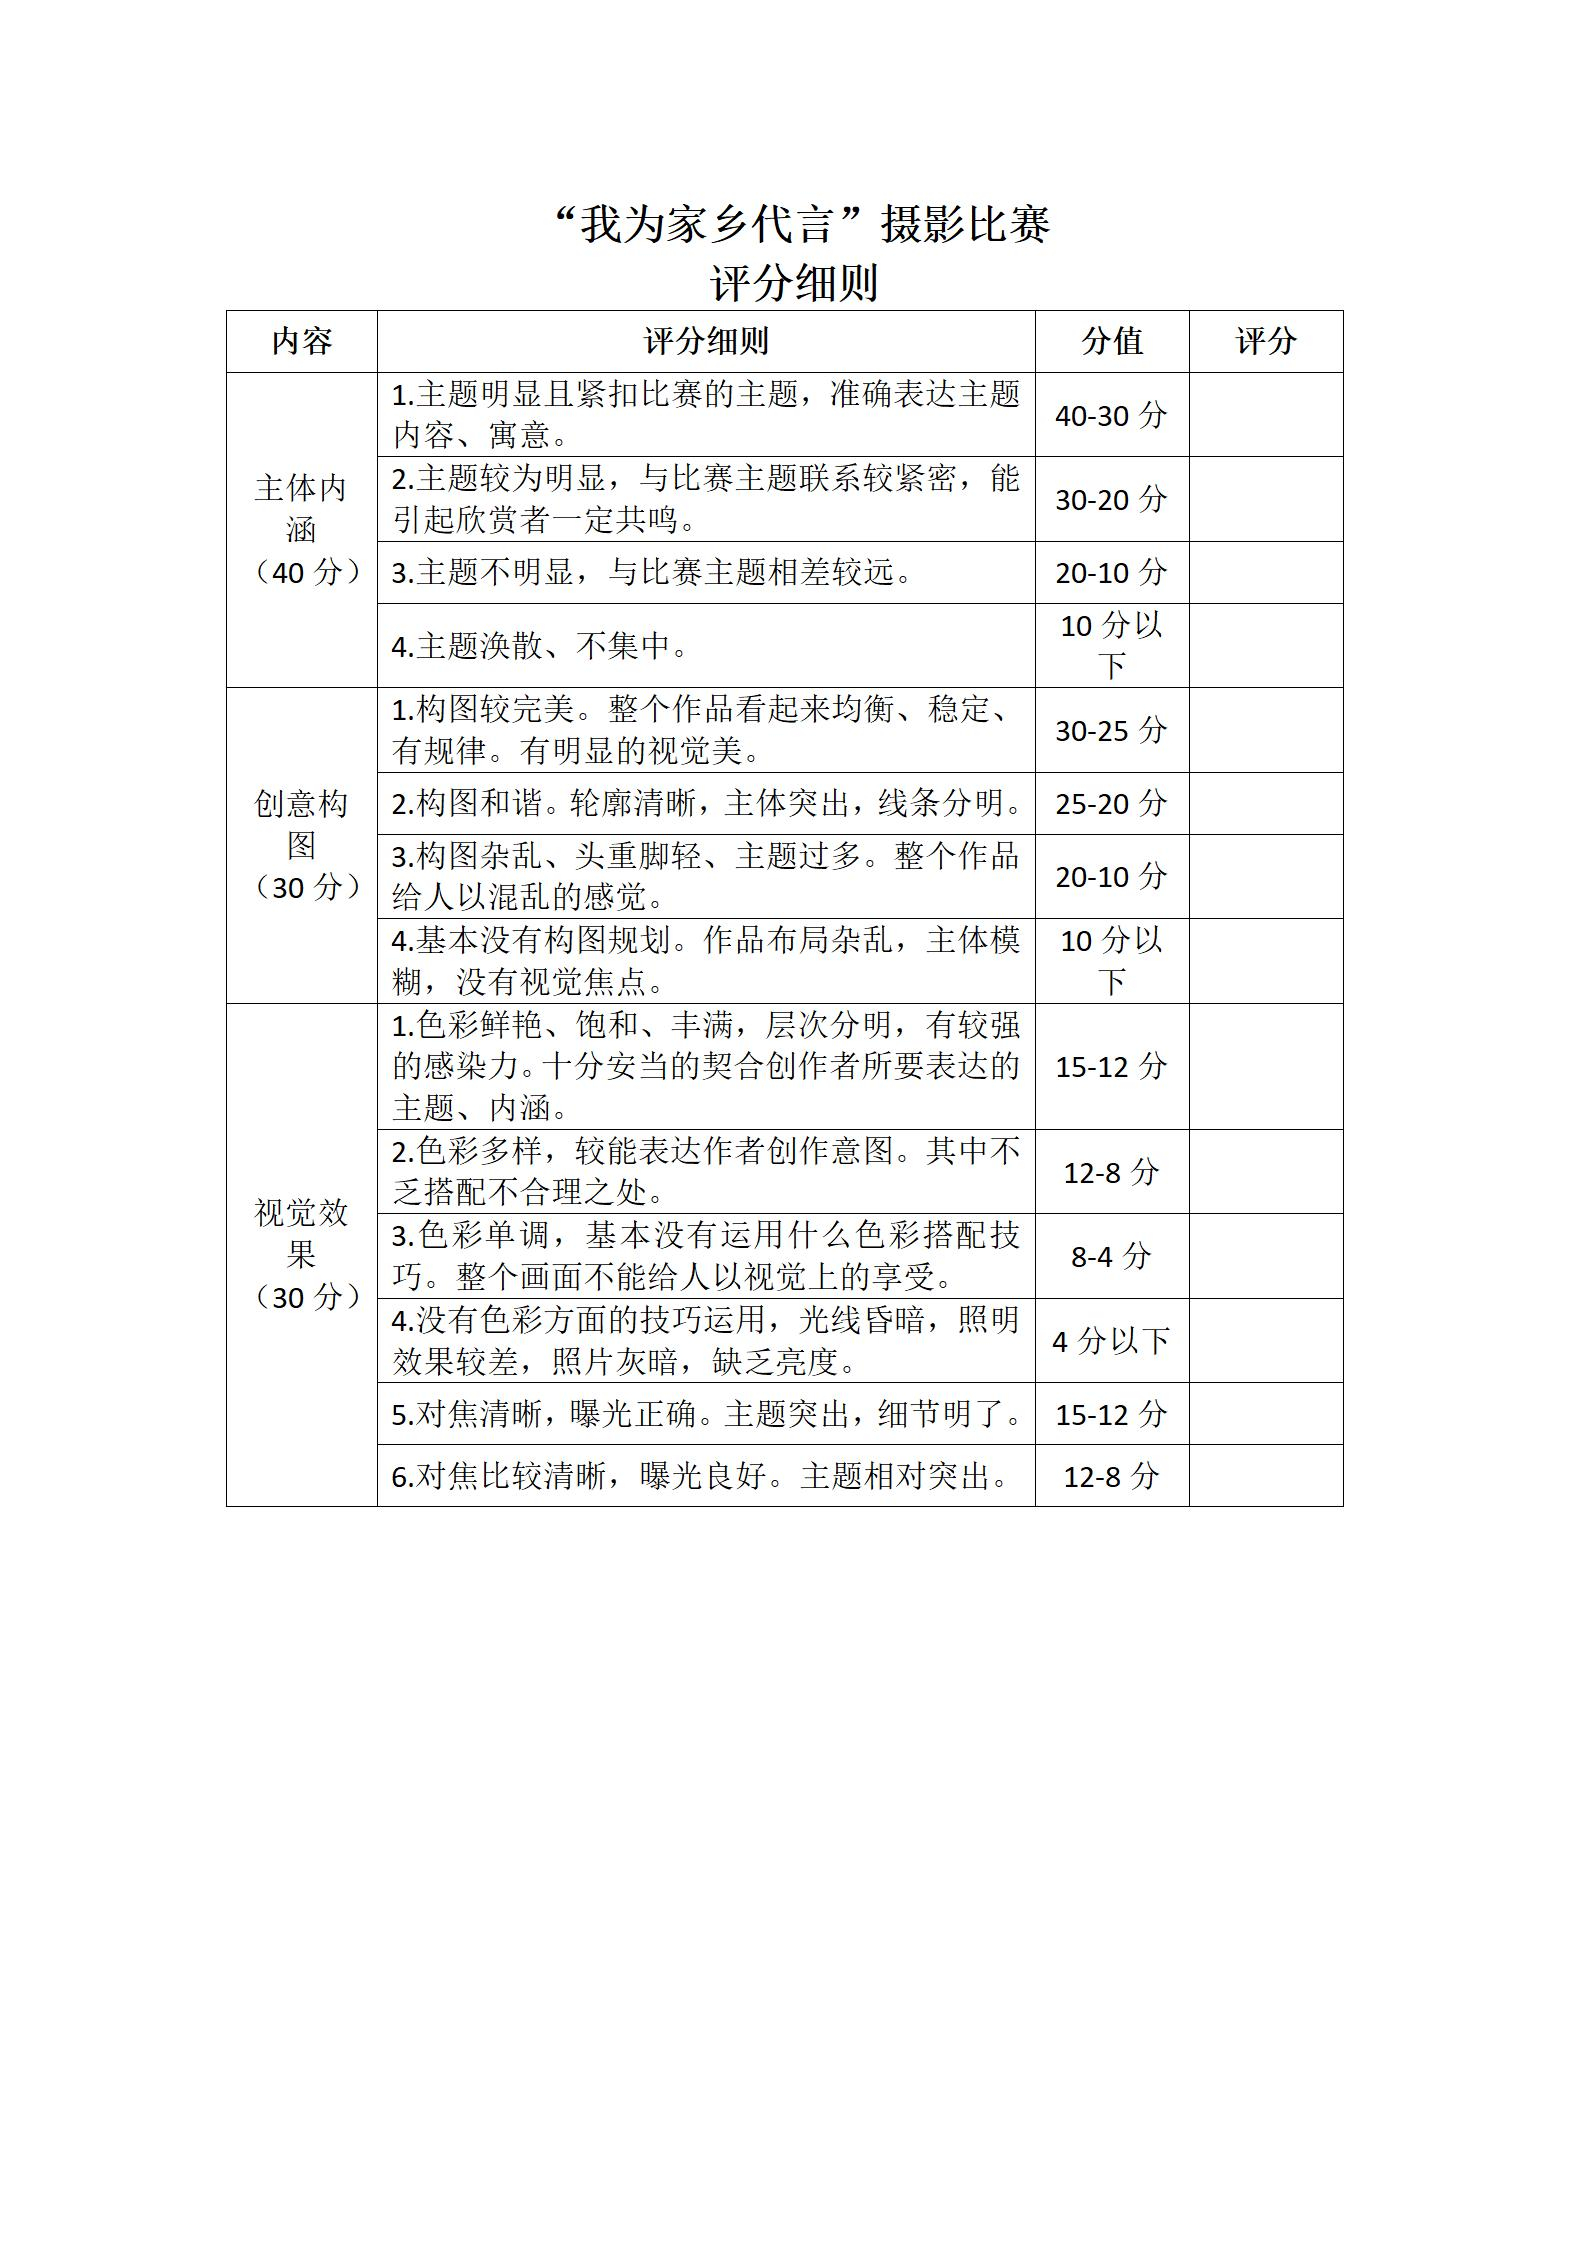 “我为家乡代言”摄影比赛
评分细则
内容 评分细则 分值 评分
主体内
涵
（40 分）
1.主题明显且紧扣比赛的主题，准确表达主题
内容、寓意。
40-30 分
2.主题较为明显，与比赛主题联系较紧密，能
引起欣赏者一定共鸣。
30-20 分
3.主题不明显，与比赛主题相差较远。
20-10 分
4.主题涣散、不集中。
10 分以
下
创意构
图
（30 分）
1.构图较完美。整个作品看起来均衡、稳定、
有规律。有明显的视觉美。
30-25 分
2.构图和谐。轮廓清晰，主体突出，线条分明。
25-20 分
3.构图杂乱、头重脚轻、主题过多。整个作品
给人以混乱的感觉。
20-10 分
4.基本没有构图规划。作品布局杂乱，主体模
糊，没有视觉焦点。
10 分以
下
视觉效
果
（30 分）
1.色彩鲜艳、饱和、丰满，层次分明，有较强
的感染力。十分安当的契合创作者所要表达的
主题、内涵。
15-12 分
2.色彩多样，较能表达作者创作意图。其中不
乏搭配不合理之处。
12-8 分
3.色彩单调，基本没有运用什么色彩搭配技
巧。整个画面不能给人以视觉上的享受。
8-4 分
4.没有色彩方面的技巧运用，光线昏暗，照明
效果较差，照片灰暗，缺乏亮度。
4 分以下
5.对焦清晰，曝光正确。主题突出，细节明了。
15-12 分
6.对焦比较清晰，曝光良好。主题相对突出。
12-8 分